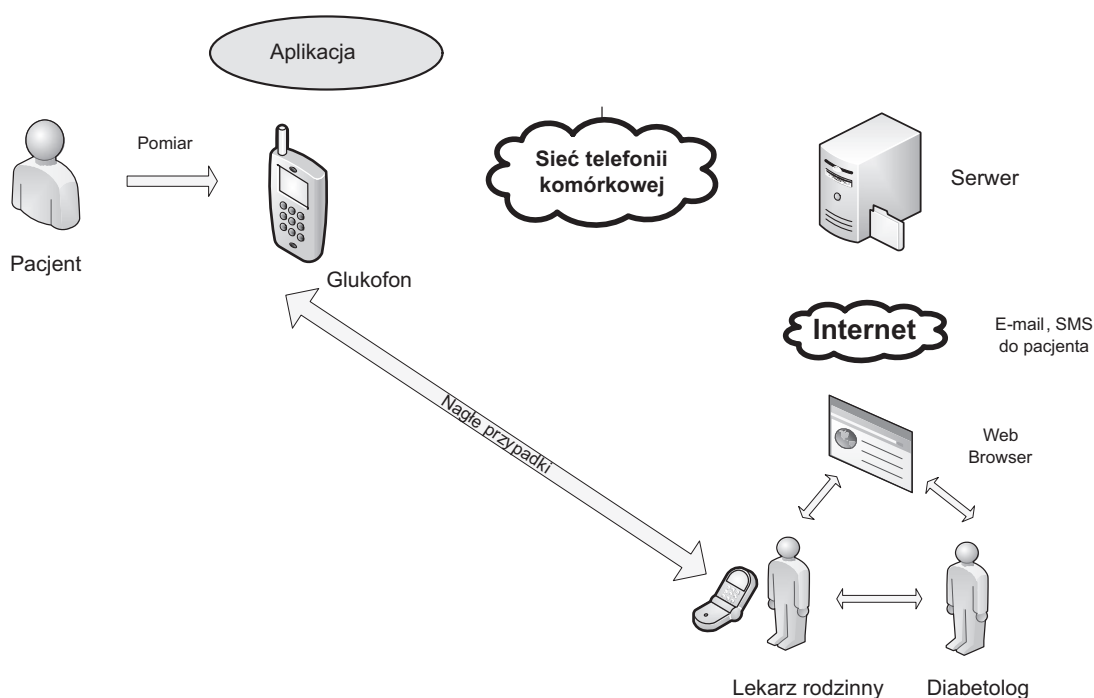 Aplikacja
Pomiar
Pacjent
Glukofon
Sieć telefonii
komórkowej
Serwer
Internet
E-mail, SMS
do pacjenta
Web
Browser
Nagłe przypadki
Lekarz rodzinny
Diabetolog